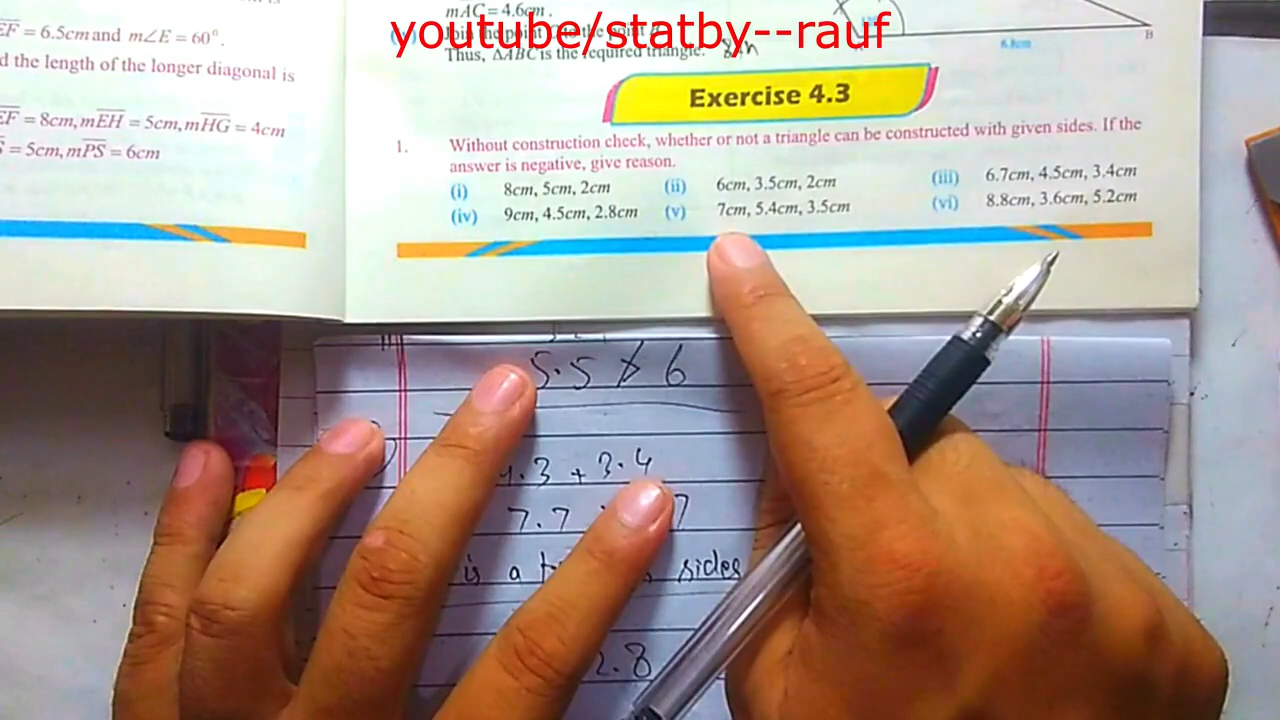 youtube/statby--rauf
EF = 6.5cm and m∠E = 60°.
d the length of the longer diagonal is
EF = 8cm, mEH = 5cm, mHG = 4cm
S = 5cm, mPS = 6cm
mAC = 4.6cm.
Thus, ΔABC is the required triangle.
B
Exercise 4.3
1. Without construction check, whether or not a triangle can be constructed with given sides. If the
answer is negative, give reason.
(i) 8cm, 5cm, 2cm (ii) 6cm, 3.5cm, 2cm (iii) 6.7cm, 4.5cm, 3.4cm
(iv) 9cm, 4.5cm, 2.8cm (v) 7cm, 5.4cm, 3.5cm (vi) 8.8cm, 3.6cm, 5.2cm
5.5 ≯ 6
.3 + 3.4
7.7 7
is a sides
2.8